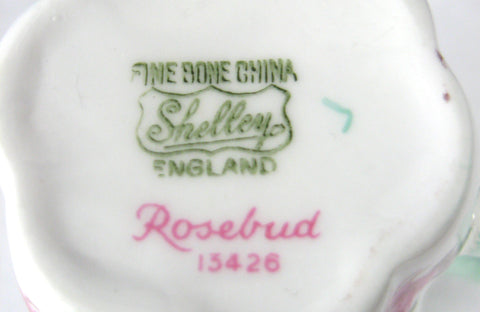 FINE BONE CHINA
Shelley
ENGLAND
Rosebud
13426